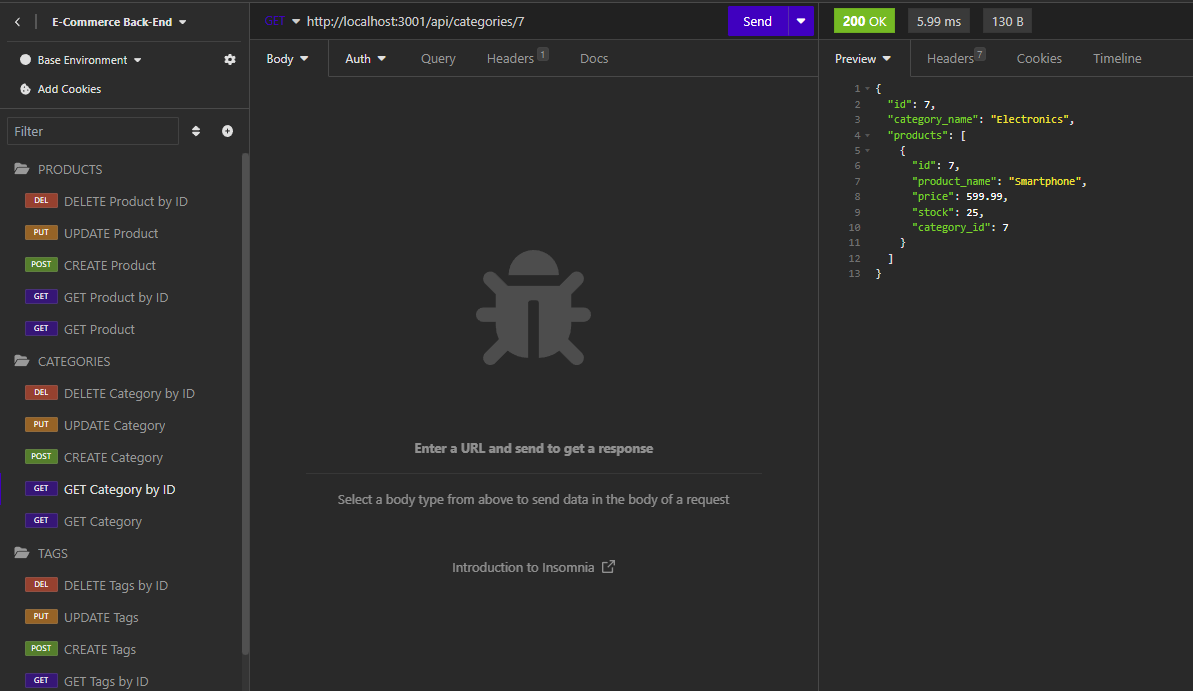 E-Commerce Back-End
Base Environment
Add Cookies
Filter
PRODUCTS
DEL DELETE Product by ID
PUT UPDATE Product
POST CREATE Product
GET GET Product by ID
GET GET Product
CATEGORIES
DEL DELETE Category by ID
PUT UPDATE Category
POST CREATE Category
GET GET Category by ID
GET GET Category
TAGS
DEL DELETE Tags by ID
PUT UPDATE Tags
POST CREATE Tags
GET GET Tags by ID
GET http://localhost:3001/api/categories/7 Send
Body Auth Query Headers 1 Docs
Enter a URL and send to get a response
Select a body type from above to send data in the body of a request
Introduction to Insomnia
200 OK 5.99 ms 130 B
Preview Headers 7 Cookies Timeline
1 {
2 "id": 7,
3 "category_name": "Electronics",
4 "products": [
5 {
6 "id": 7,
7 "product_name": "Smartphone",
8 "price": 599.99,
9 "stock": 25,
10 "category_id": 7
11 }
12 ]
13 }